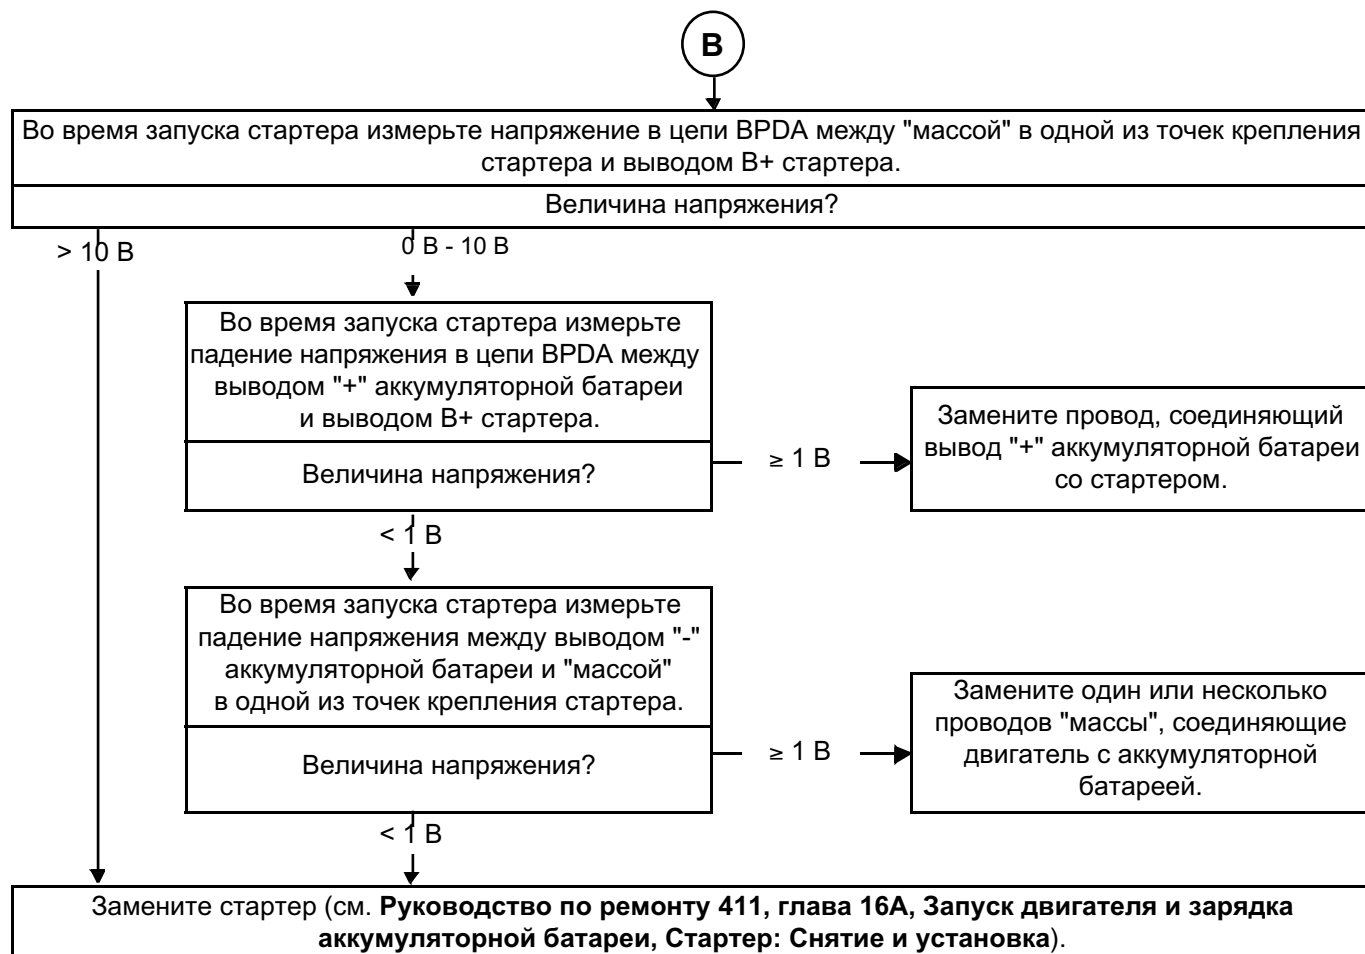 B
Во время запуска стартера измерьте напряжение в цепи BPDA между "массой" в одной из точек крепления
стартера и выводом B+ стартера.
Величина напряжения?
> 10 В
0 В - 10 В
Во время запуска стартера измерьте
падение напряжения в цепи BPDA между
выводом "+" аккумуляторной батареи
и выводом B+ стартера.
Величина напряжения?
≥ 1 В
Замените провод, соединяющий
вывод "+" аккумуляторной батареи
со стартером.
< 1 В
Во время запуска стартера измерьте
падение напряжения между выводом "-"
аккумуляторной батареи и "массой"
в одной из точек крепления стартера.
Величина напряжения?
≥ 1 В
Замените один или несколько
проводов "массы", соединяющие
двигатель с аккумуляторной
батареей.
< 1 В
Замените стартер (см. Руководство по ремонту 411, глава 16А, Запуск двигателя и зарядка
аккумуляторной батареи, Стартер: Снятие и установка).